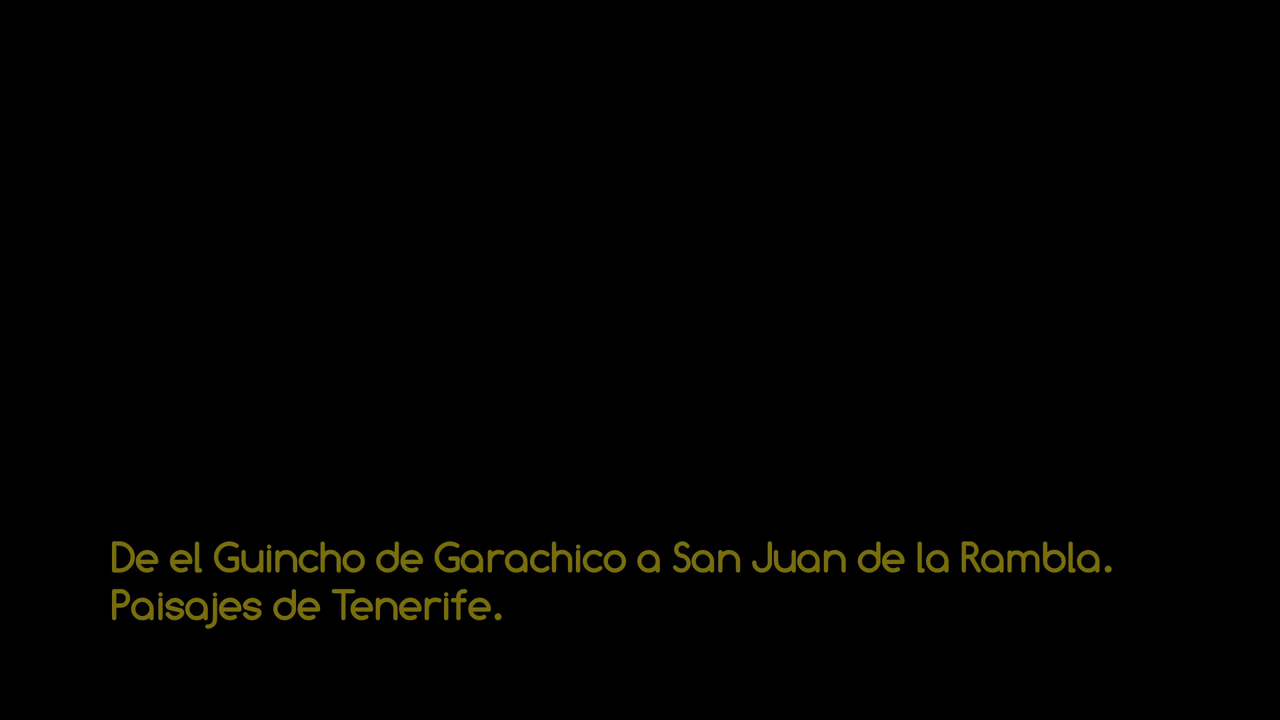 De el Guincho de Garachico a San Juan de la Rambla.
Paisajes de Tenerife.